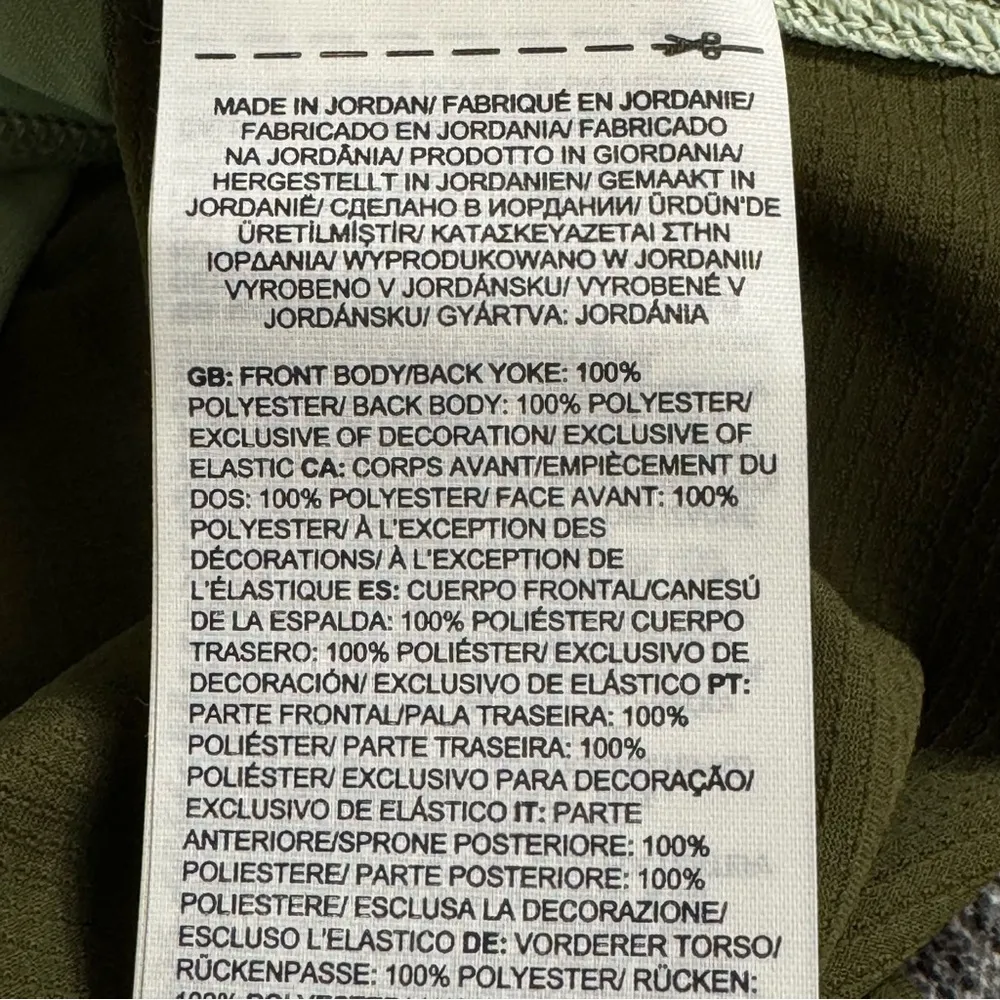 MADE IN JORDAN/ FABRIQUÉ EN JORDANIE/
FABRICADO EN JORDANIA/ FABRICADO
NA JORDÂNIA/ PRODOTTO IN GIORDANIA/
HERGESTELLT IN JORDANIEN/ GEMAAKT IN
JORDANIË/ СДЕЛАНО В ИОРДАНИИ/ ÜRDÜN'DE
ÜRETİLMİŞTİR/ ΚΑΤΑΣΚΕΥΑΖΕΤΑΙ ΣΤΗΝ
ΙΟΡΔΑΝΙΑ/ WYPRODUKOWANO W JORDANII/
VYROBENO V JORDÁNSKU/ VYROBENÉ V
JORDÁNSKU/ GYÁRTVA: JORDÁNIA
GB: FRONT BODY/BACK YOKE: 100%
POLYESTER/ BACK BODY: 100% POLYESTER/
EXCLUSIVE OF DECORATION/ EXCLUSIVE OF
ELASTIC CA: CORPS AVANT/EMPIÈCEMENT DU
DOS: 100% POLYESTER/ FACE AVANT: 100%
POLYESTER/ À L'EXCEPTION DES
DÉCORATIONS/ À L'EXCEPTION DE
L'ÉLASTIQUE ES: CUERPO FRONTAL/CANESÚ
DE LA ESPALDA: 100% POLIÉSTER/ CUERPO
TRASERO: 100% POLIÉSTER/ EXCLUSIVO DE
DECORACIÓN/ EXCLUSIVO DE ELÁSTICO PT:
PARTE FRONTAL/PALA TRASEIRA: 100%
POLIÉSTER/ PARTE TRASEIRA: 100%
POLIÉSTER/ EXCLUSIVO PARA DECORAÇÃO/
EXCLUSIVO DE ELÁSTICO IT: PARTE
ANTERIORE/SPRONE POSTERIORE: 100%
POLIESTERE/ PARTE POSTERIORE: 100%
POLIESTERE/ ESCLUSA LA DECORAZIONE/
ESCLUSO L'ELASTICO DE: VORDERER TORSO/
RÜCKENPASSE: 100% POLYESTER/ RÜCKEN: